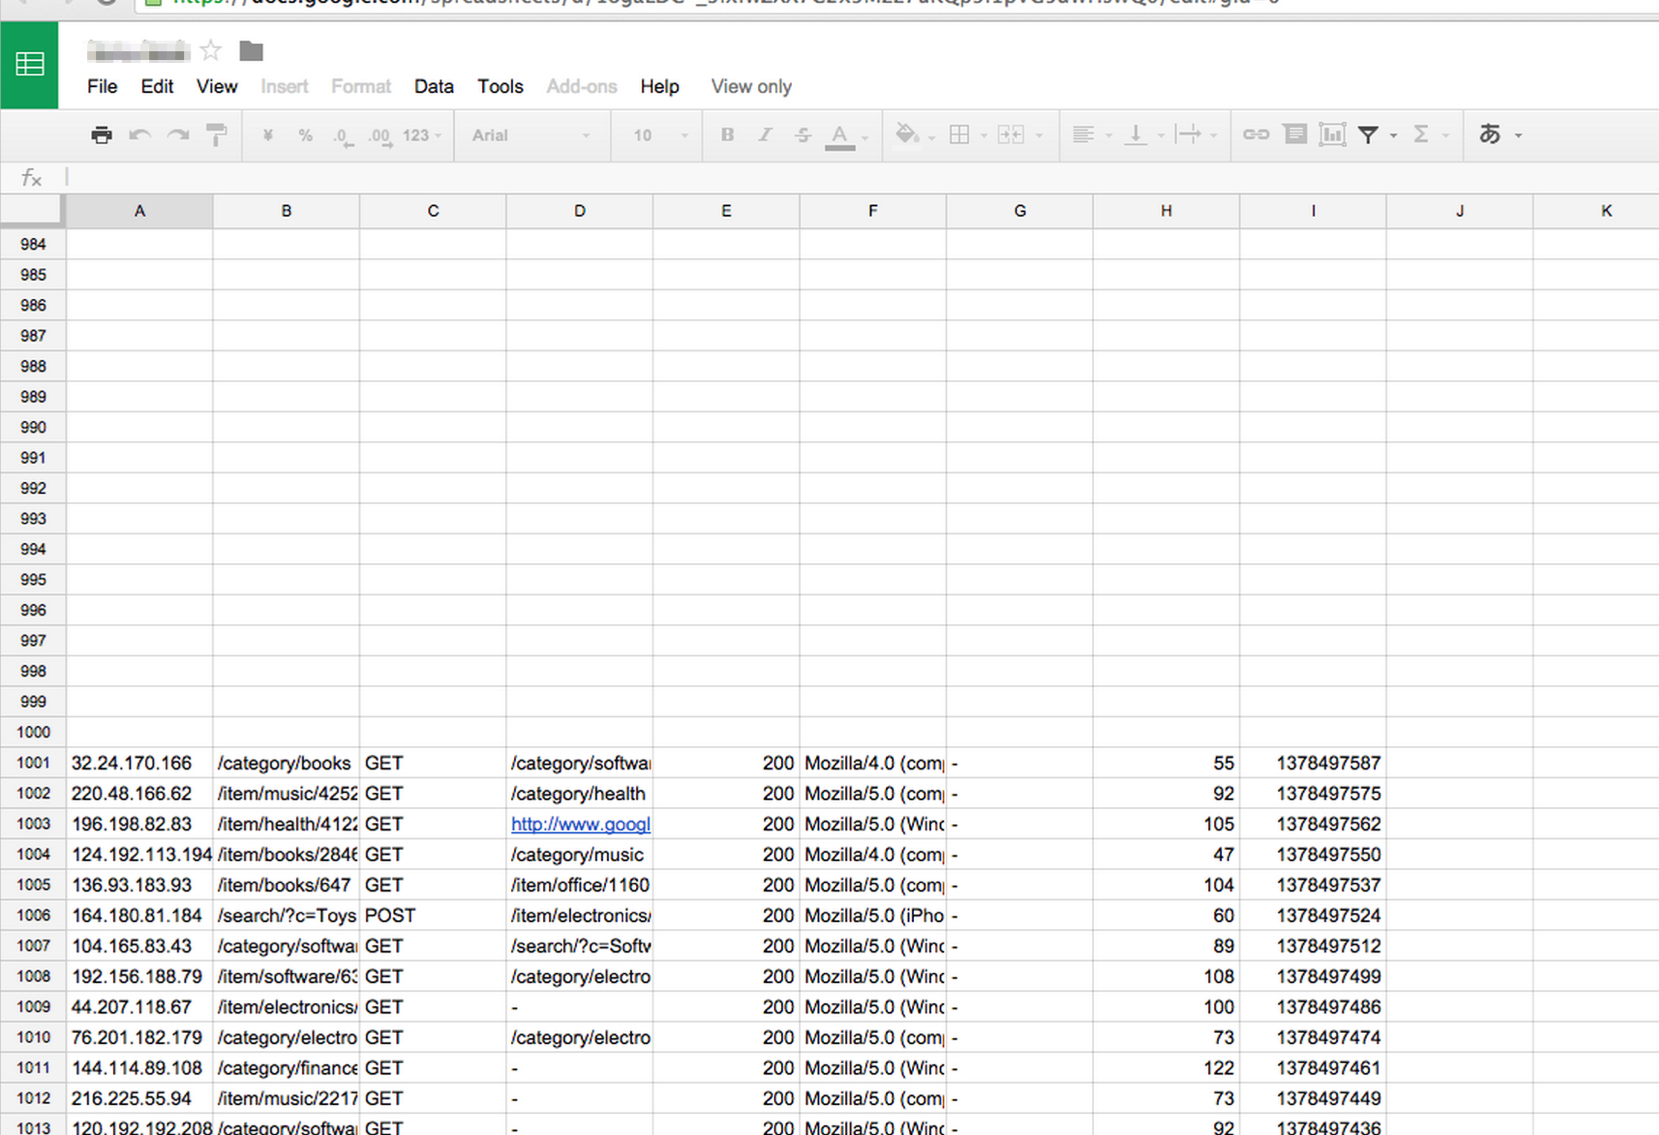 File Edit View Insert Format Data Tools Add-ons Help View only
¥ % .0 .00 123 Arial 10 B I S A Σ あ
fx
A B C D E F G H I J K
984
985
986
987
988
989
990
991
992
993
994
995
996
997
998
999
1000
1001 32.24.170.166 /category/books GET /category/softwa 200 Mozilla/4.0 (com - 55 1378497587
1002 220.48.166.62 /item/music/4252 GET /category/health 200 Mozilla/5.0 (com - 92 1378497575
1003 196.198.82.83 /item/health/4122 GET http://www.googl 200 Mozilla/5.0 (Win - 105 1378497562
1004 124.192.113.194 /item/books/2846 GET /category/music 200 Mozilla/4.0 (com - 47 1378497550
1005 136.93.183.93 /item/books/647 GET /item/office/1160 200 Mozilla/5.0 (com - 104 1378497537
1006 164.180.81.184 /search/?c=Toys POST /item/electronics/ 200 Mozilla/5.0 (iPho - 60 1378497524
1007 104.165.83.43 /category/softwa GET /search/?c=Softw 200 Mozilla/5.0 (Win - 89 1378497512
1008 192.156.188.79 /item/software/63 GET /category/electro 200 Mozilla/5.0 (Win - 108 1378497499
1009 44.207.118.67 /item/electronics/ GET - 200 Mozilla/5.0 (Win - 100 1378497486
1010 76.201.182.179 /category/electro GET /category/electro 200 Mozilla/5.0 (com - 73 1378497474
1011 144.114.89.108 /category/finance GET - 200 Mozilla/5.0 (Win - 122 1378497461
1012 216.225.55.94 /item/music/2217 GET - 200 Mozilla/5.0 (com - 73 1378497449
1013 120.192.192.208 /category/softwa GET - 200 Mozilla/5.0 (Win - 92 1378497436